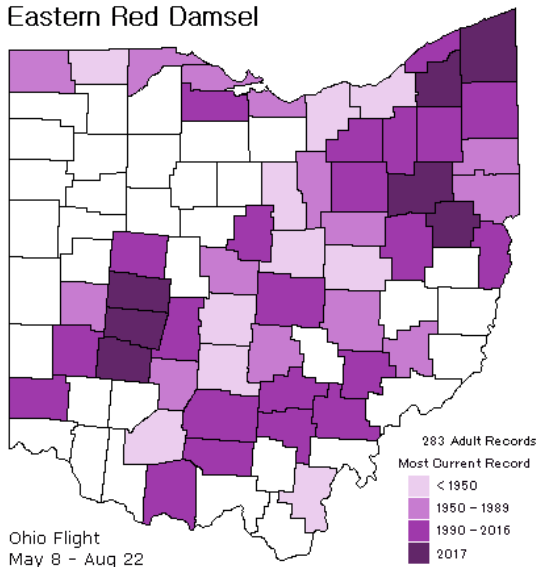 Eastern Red Damsel
283 Adult Records
Most Current Record
< 1950
1950 - 1989
1990 - 2016
2017
Ohio Flight
May 8 - Aug 22